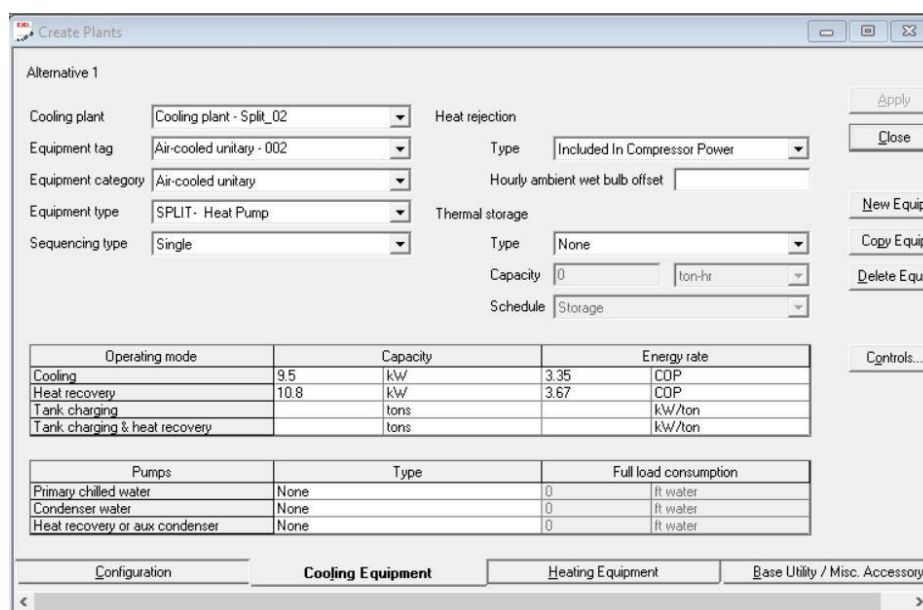 Create Plants
Alternative 1
Cooling plant Cooling plant - Split_02
Equipment tag Air-cooled unitary - 002
Equipment category Air-cooled unitary
Equipment type SPLIT- Heat Pump
Sequencing type Single
Heat rejection
Type Included In Compressor Power
Hourly ambient wet bulb offset
Thermal storage
Type None
Capacity 0 ton-hr
Schedule Storage
Apply
Close
New Equip
Copy Equip
Delete Equ
Controls...
Operating mode Capacity Energy rate
Cooling 9.5 kW 3.35 COP
Heat recovery 10.8 kW 3.67 COP
Tank charging tons kW/ton
Tank charging & heat recovery tons kW/ton
Pumps Type Full load consumption
Primary chilled water None 0 ft water
Condenser water None 0 ft water
Heat recovery or aux condenser None 0 ft water
Configuration Cooling Equipment Heating Equipment Base Utility / Misc. Accessory